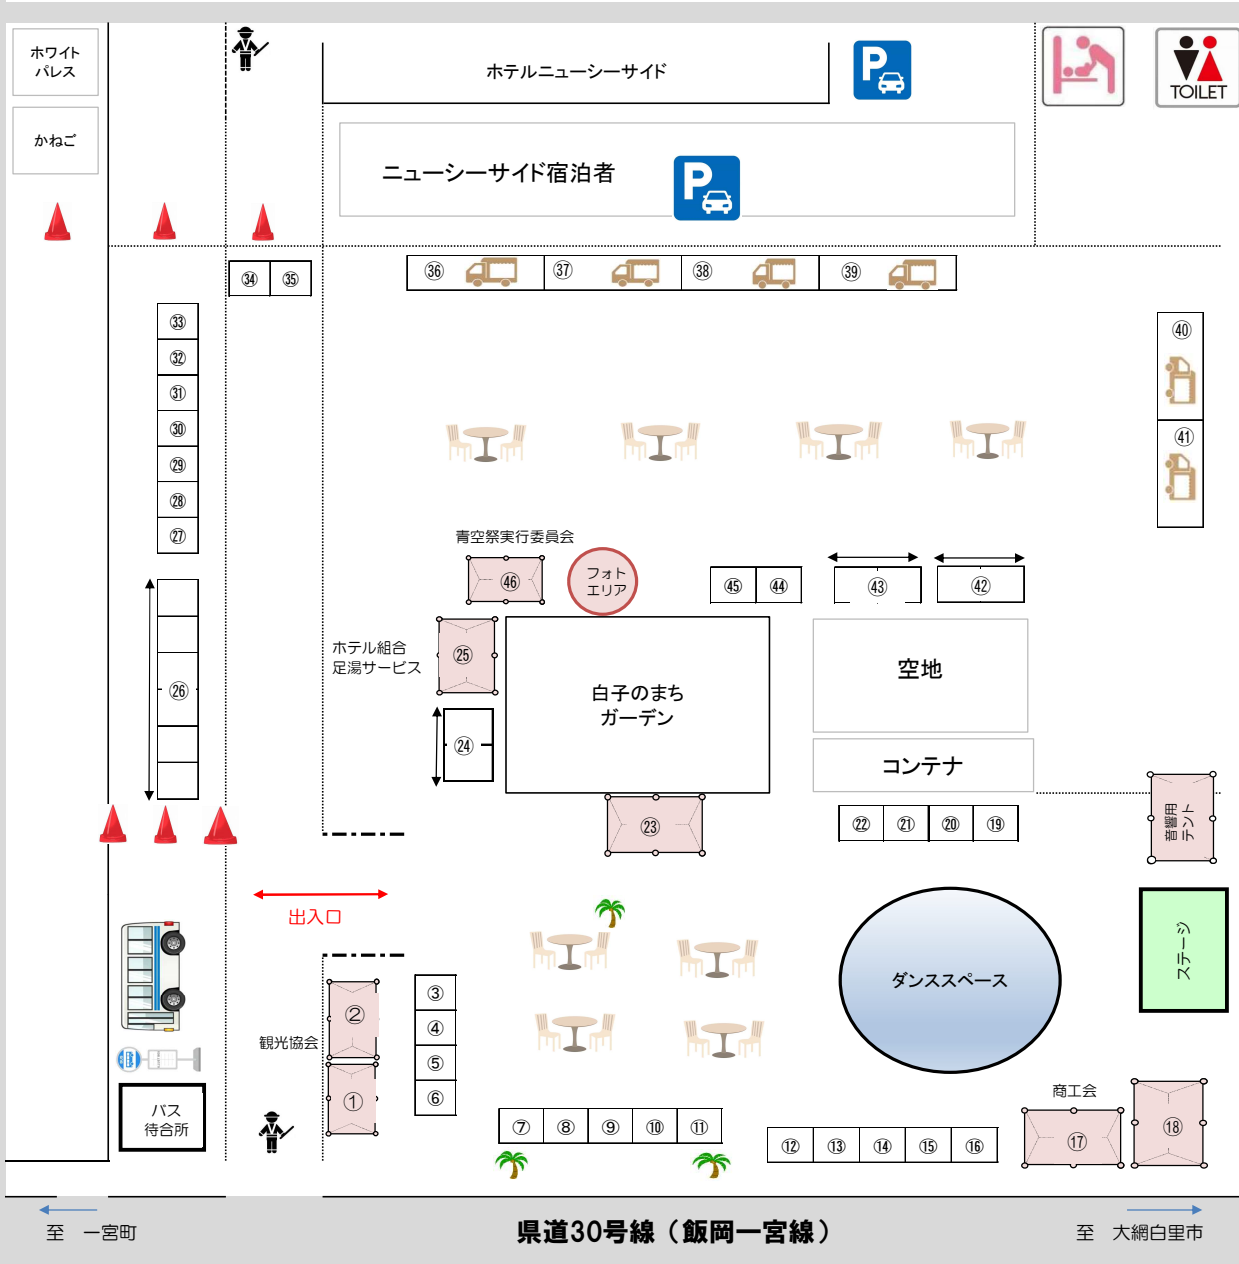 ホワイト
パレス
ホテルニューシーサイド
P
TOILET
かねご
ニューシーサイド宿泊者
P
㉞ ㉟
㊱ ㊲ ㊳ ㊴
㉝
㉜
㉛
㉚
㉙
㉘
㉗
㊵
㊶
青空祭実行委員会
㊻
フォト
エリア
㊺ ㊹ ㊸ ㊷
ホテル組合
足湯サービス
㉕
㉖
㉔
白子のまち
ガーデン
空地
コンテナ
㉓
㉒ ㉑ ⑳ ⑲
音響用
テント
出入口
ステージ
ダンススペース
観光協会
②
①
③
④
⑤
⑥
バス
待合所
⑦ ⑧ ⑨ ⑩ ⑪
⑫ ⑬ ⑭ ⑮ ⑯
商工会
⑰ ⑱
至 一宮町
県道30号線（飯岡一宮線）
至 大網白里市